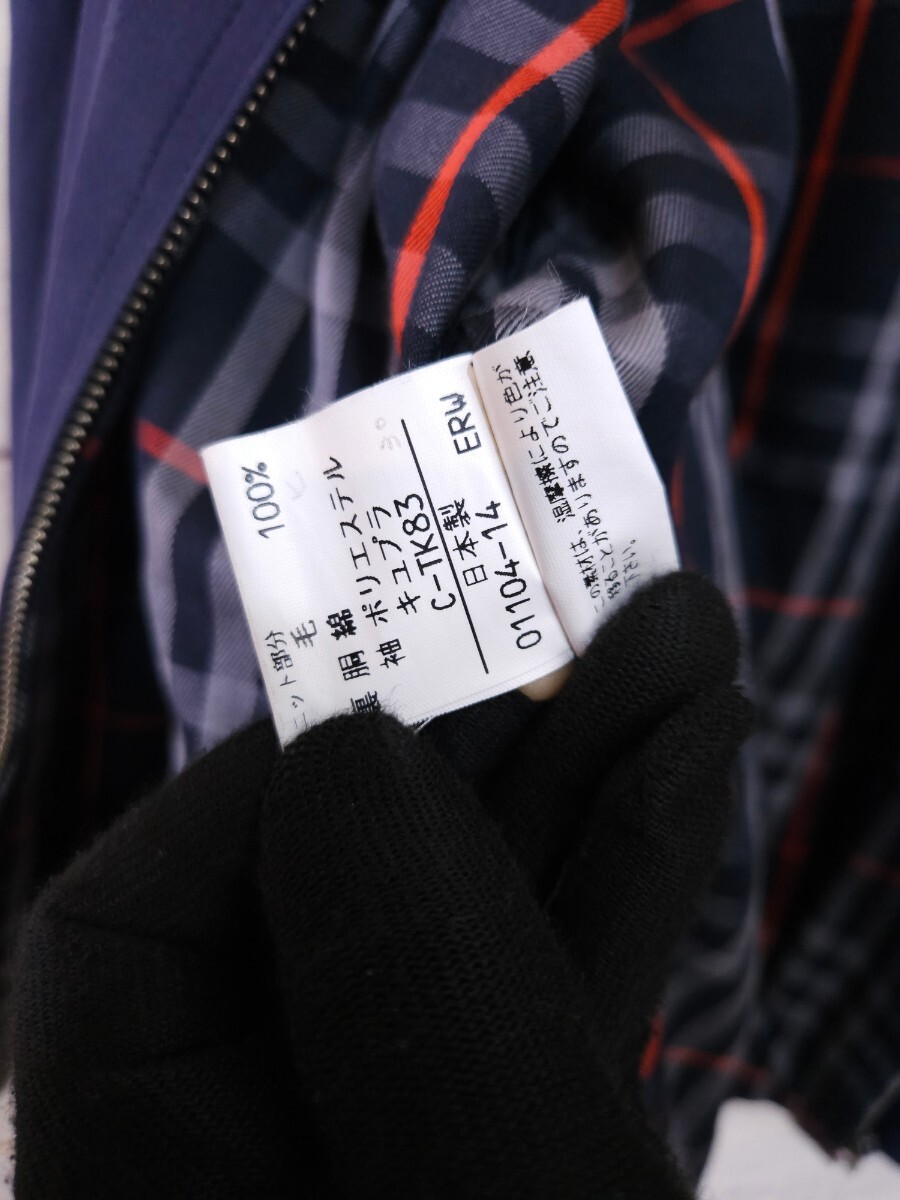 ニット部分
毛 100%
裏 胴 綿 ポリエステル
袖 キュプラ
C-TK83
日本製 ERW
01104-14
この素材は、湿摩擦により色が
移ることがありますのでご注意
下さい。